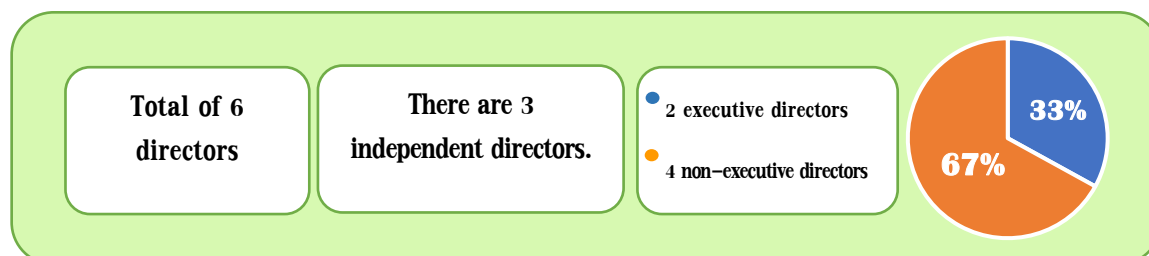 Total of 6
directors
There are 3
independent directors.
2 executive directors
4 non-executive directors
33%
67%